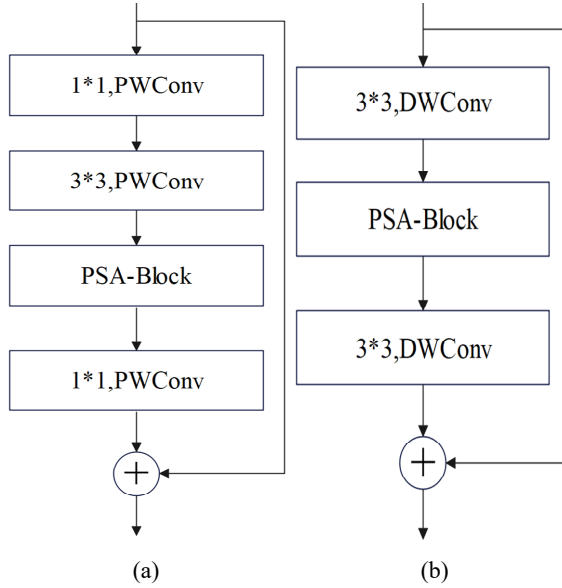 1*1,PWConv
3*3,PWConv
PSA-Block
1*1,PWConv
+
(a)
3*3,DWConv
PSA-Block
3*3,DWConv
+
(b)